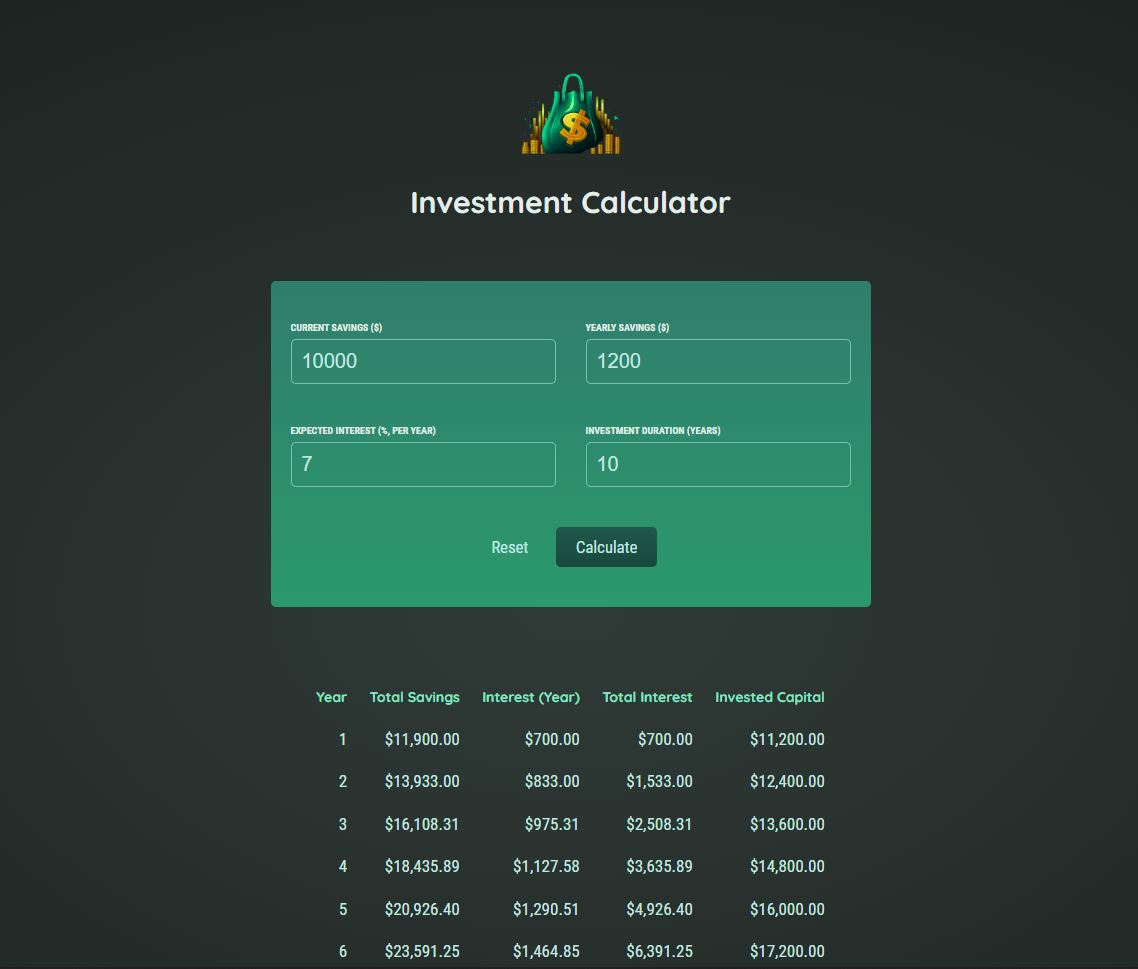 $
Investment Calculator
CURRENT SAVINGS ($) YEARLY SAVINGS ($)
10000 1200
EXPECTED INTEREST (%, PER YEAR) INVESTMENT DURATION (YEARS)
7 10
Reset Calculate
Year Total Savings Interest (Year) Total Interest Invested Capital
1 $11,900.00 $700.00 $700.00 $11,200.00
2 $13,933.00 $833.00 $1,533.00 $12,400.00
3 $16,108.31 $975.31 $2,508.31 $13,600.00
4 $18,435.89 $1,127.58 $3,635.89 $14,800.00
5 $20,926.40 $1,290.51 $4,926.40 $16,000.00
6 $23,591.25 $1,464.85 $6,391.25 $17,200.00